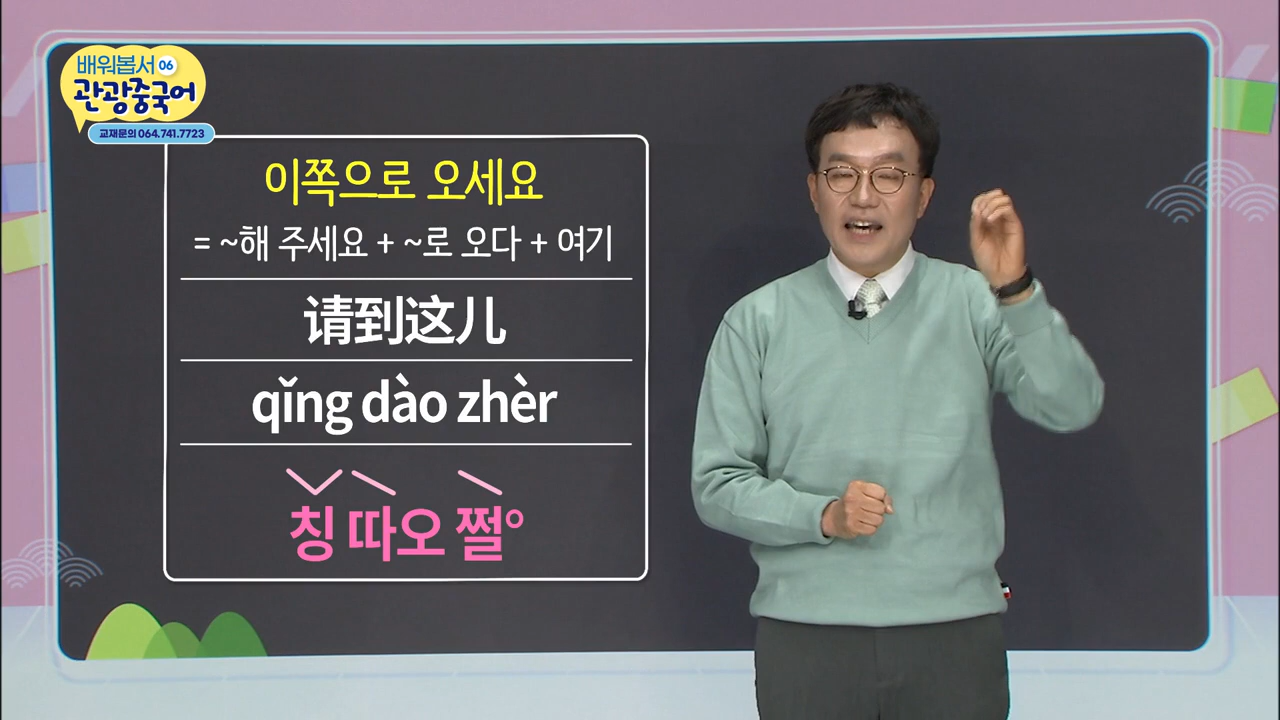 배워봅서 06
관광중국어
교재문의 064.741.7723
이쪽으로 오세요
= ~해 주세요 + ~로 오다 + 여기
请到这儿
qǐng dào zhèr
칭 따오 쩔°